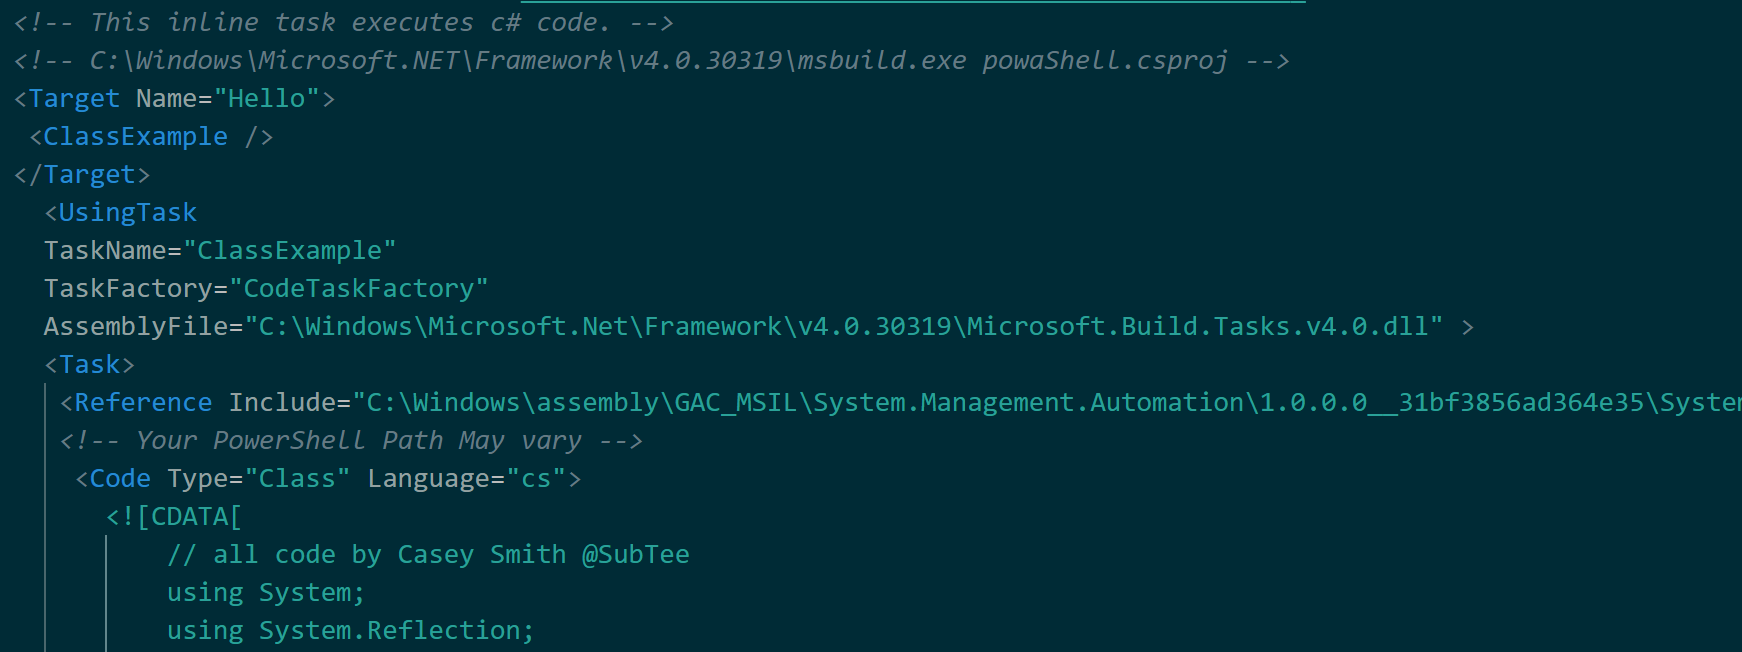 <!-- This inline task executes c# code. -->
<!-- C:\Windows\Microsoft.NET\Framework\v4.0.30319\msbuild.exe powaShell.csproj -->
<Target Name="Hello">
<ClassExample />
</Target>
<UsingTask
TaskName="ClassExample"
TaskFactory="CodeTaskFactory"
AssemblyFile="C:\Windows\Microsoft.Net\Framework\v4.0.30319\Microsoft.Build.Tasks.v4.0.dll" >
<Task>
<Reference Include="C:\Windows\assembly\GAC_MSIL\System.Management.Automation\1.0.0.0__31bf3856ad364e35\System
<!-- Your PowerShell Path May vary -->
<Code Type="Class" Language="cs">
<![CDATA[
// all code by Casey Smith @SubTee
using System;
using System.Reflection;